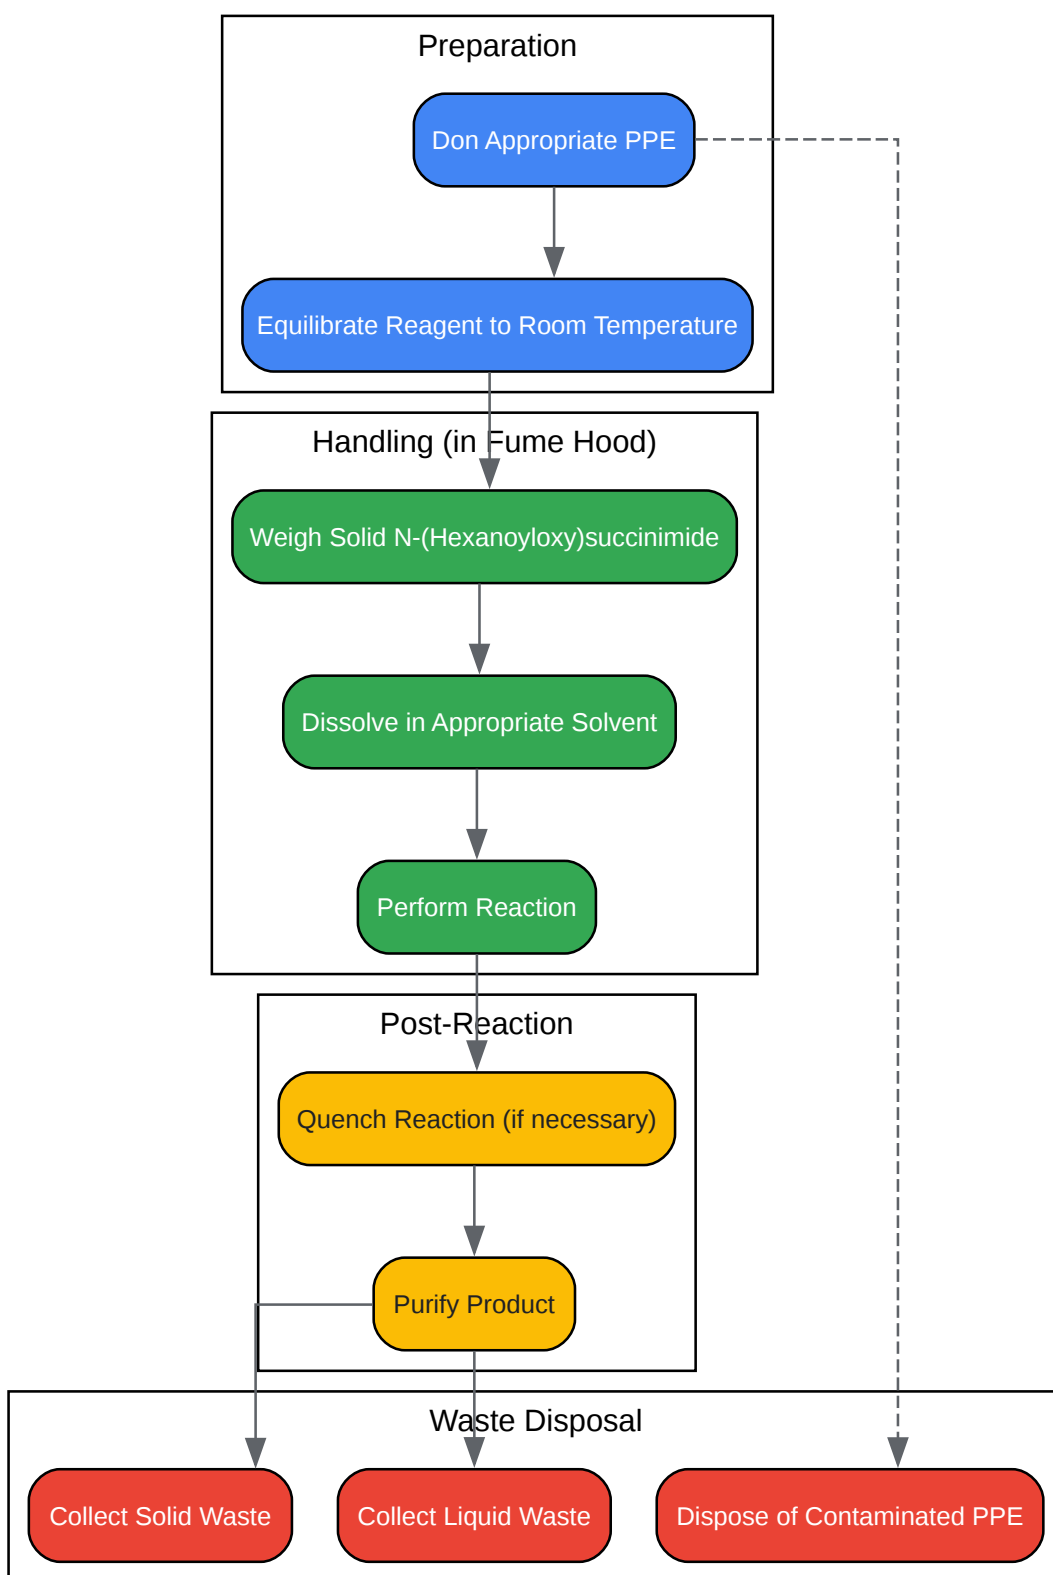 Preparation
Don Appropriate PPE
Equilibrate Reagent to Room Temperature
Handling (in Fume Hood)
Weigh Solid N-(Hexanoyloxy)succinimide
Dissolve in Appropriate Solvent
Perform Reaction
Post-Reaction
Quench Reaction (if necessary)
Purify Product
Waste Disposal
Collect Solid Waste
Collect Liquid Waste
Dispose of Contaminated PPE